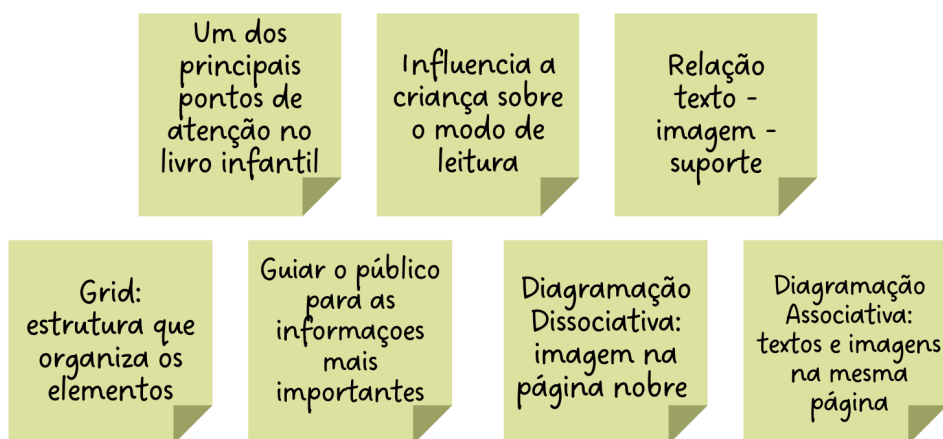 Um dos
principais
pontos de
atenção no
livro infantil
Influencia a
criança sobre
o modo de
leitura
Relação
texto -
imagem -
suporte
Grid:
estrutura que
organiza os
elementos
Guiar o público
para as
informaçoes
mais
importantes
Diagramação
Dissociativa:
imagem na
página nobre
Diagramação
Associativa:
textos e imagens
na mesma
página